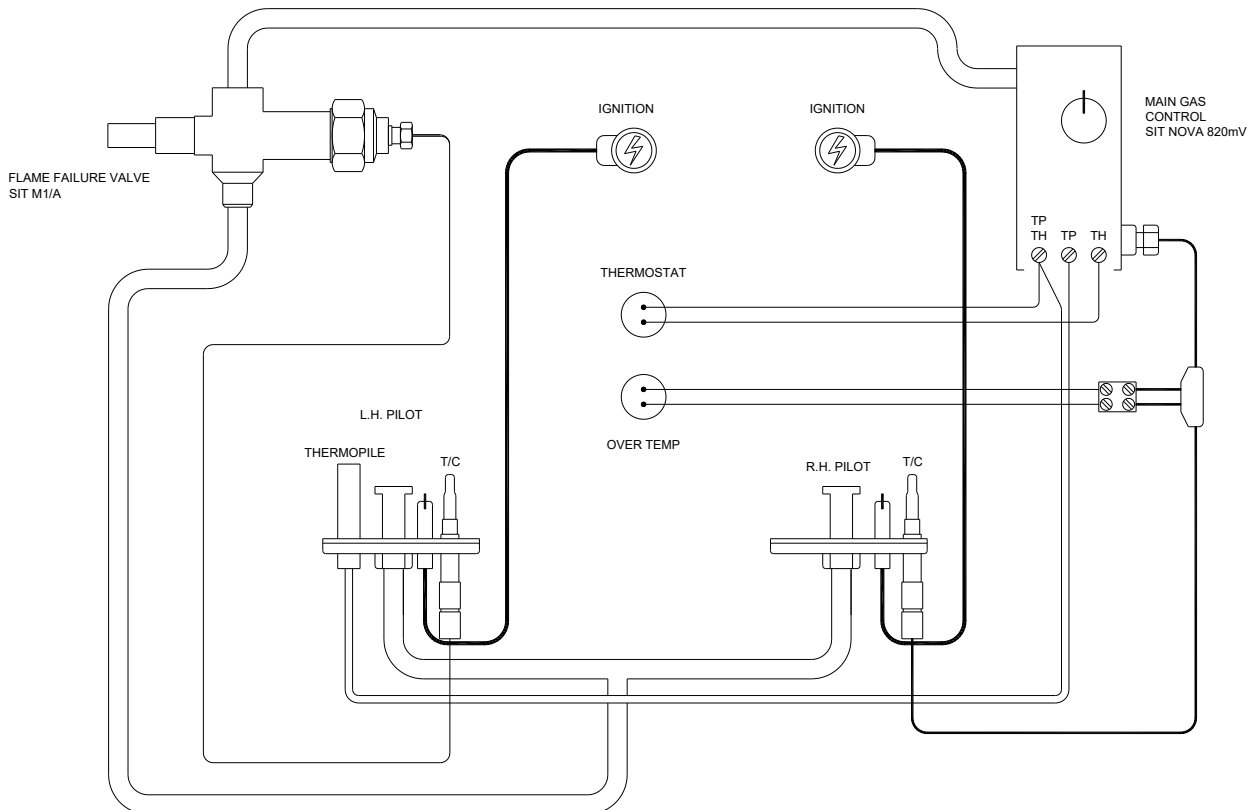 IGNITION
IGNITION
MAIN GAS
CONTROL
SIT NOVA 820mV
FLAME FAILURE VALVE
SIT M1/A
TP
TH
TP
TH
THERMOSTAT
L.H. PILOT
OVER TEMP
THERMOPILE
T/C
R.H. PILOT
T/C